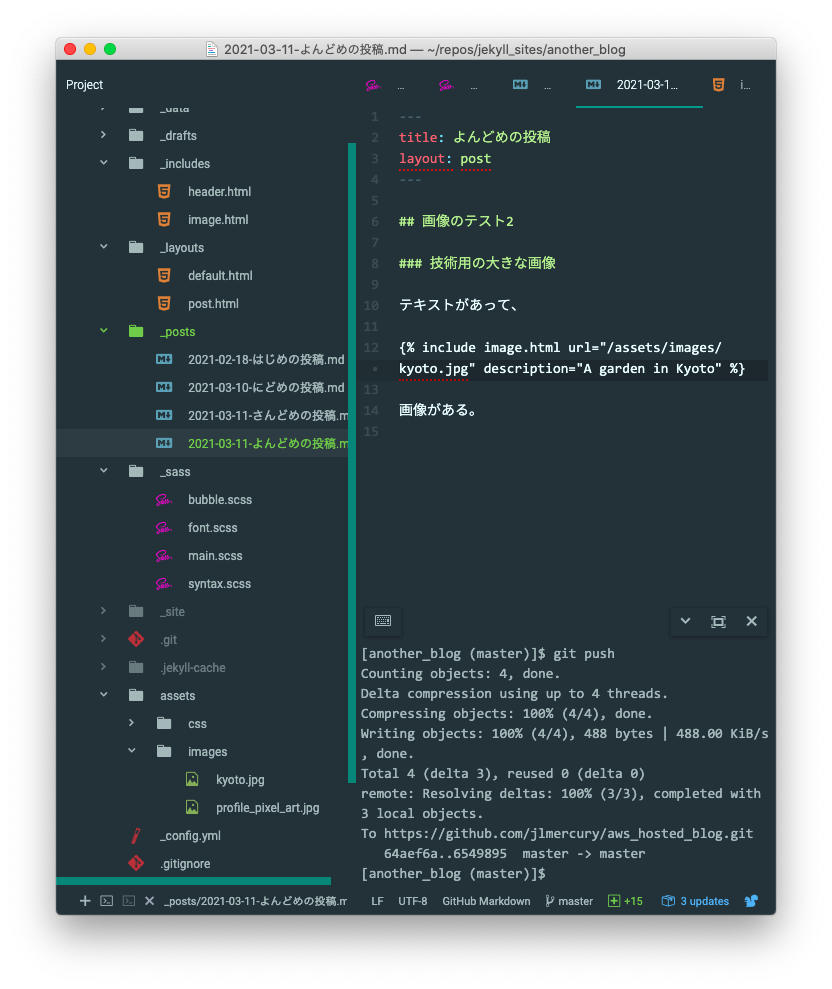 2021-03-11-よんどめの投稿.md — ~/repos/jekyll_sites/another_blog
Project
...
...
...
2021-03-1...
i...
_data
_drafts
_includes
header.html
image.html
_layouts
default.html
post.html
_posts
2021-02-18-はじめの投稿.md
2021-03-10-にどめの投稿.md
2021-03-11-さんどめの投稿.m
2021-03-11-よんどめの投稿.m
_sass
bubble.scss
font.scss
main.scss
syntax.scss
_site
.git
.jekyll-cache
assets
css
images
kyoto.jpg
profile_pixel_art.jpg
_config.yml
.gitignore
1 ---
2 title: よんどめの投稿
3 layout: post
4 ---
5
6 ## 画像のテスト2
7
8 ### 技術用の大きな画像
9
10 テキストがあって、
11
12 {% include image.html url="/assets/images/
• kyoto.jpg" description="A garden in Kyoto" %}
13
14 画像がある。
15
[another_blog (master)]$ git push
Counting objects: 4, done.
Delta compression using up to 4 threads.
Compressing objects: 100% (4/4), done.
Writing objects: 100% (4/4), 488 bytes | 488.00 KiB/s
, done.
Total 4 (delta 3), reused 0 (delta 0)
remote: Resolving deltas: 100% (3/3), completed with
3 local objects.
To https://github.com/jlmercury/aws_hosted_blog.git
64aef6a..6549895  master -> master
[another_blog (master)]$
_posts/2021-03-11-よんどめの投稿.m
LF UTF-8 GitHub Markdown master +15 3 updates